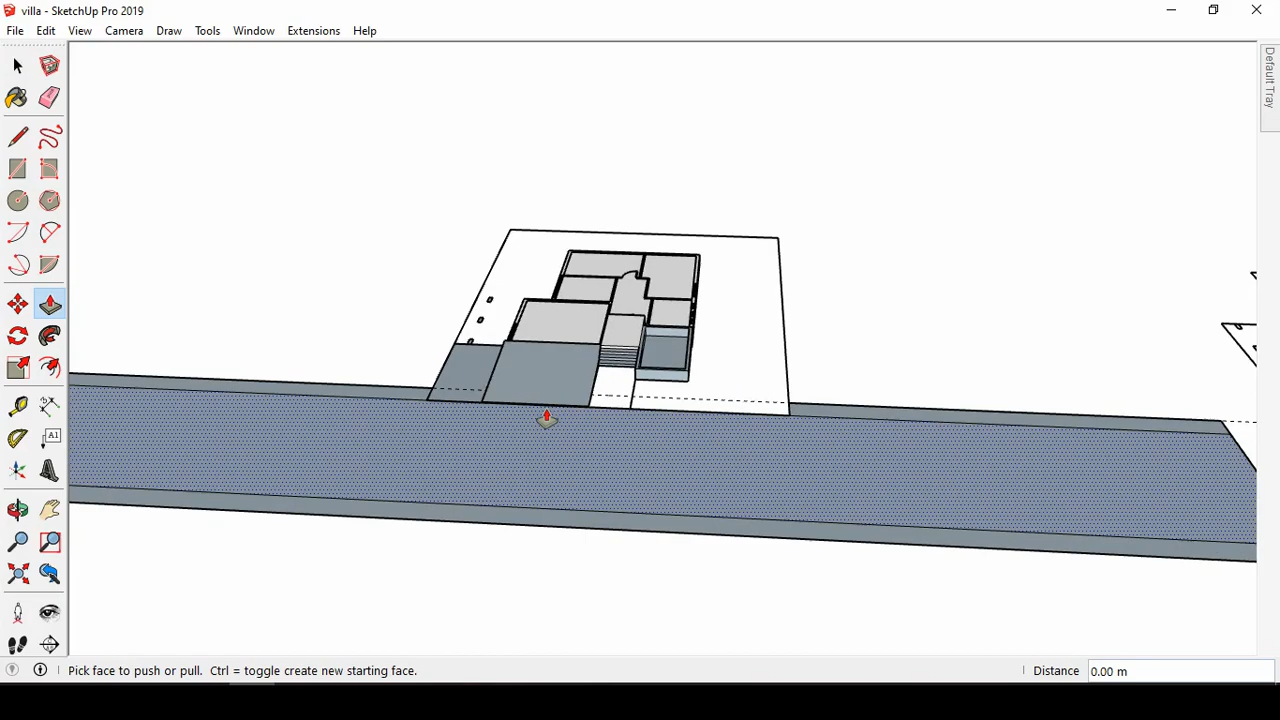 villa - SketchUp Pro 2019
File Edit View Camera Draw Tools Window Extensions Help
Default Tray
A1
Pick face to push or pull. Ctrl = toggle create new starting face. Distance 0.00 m